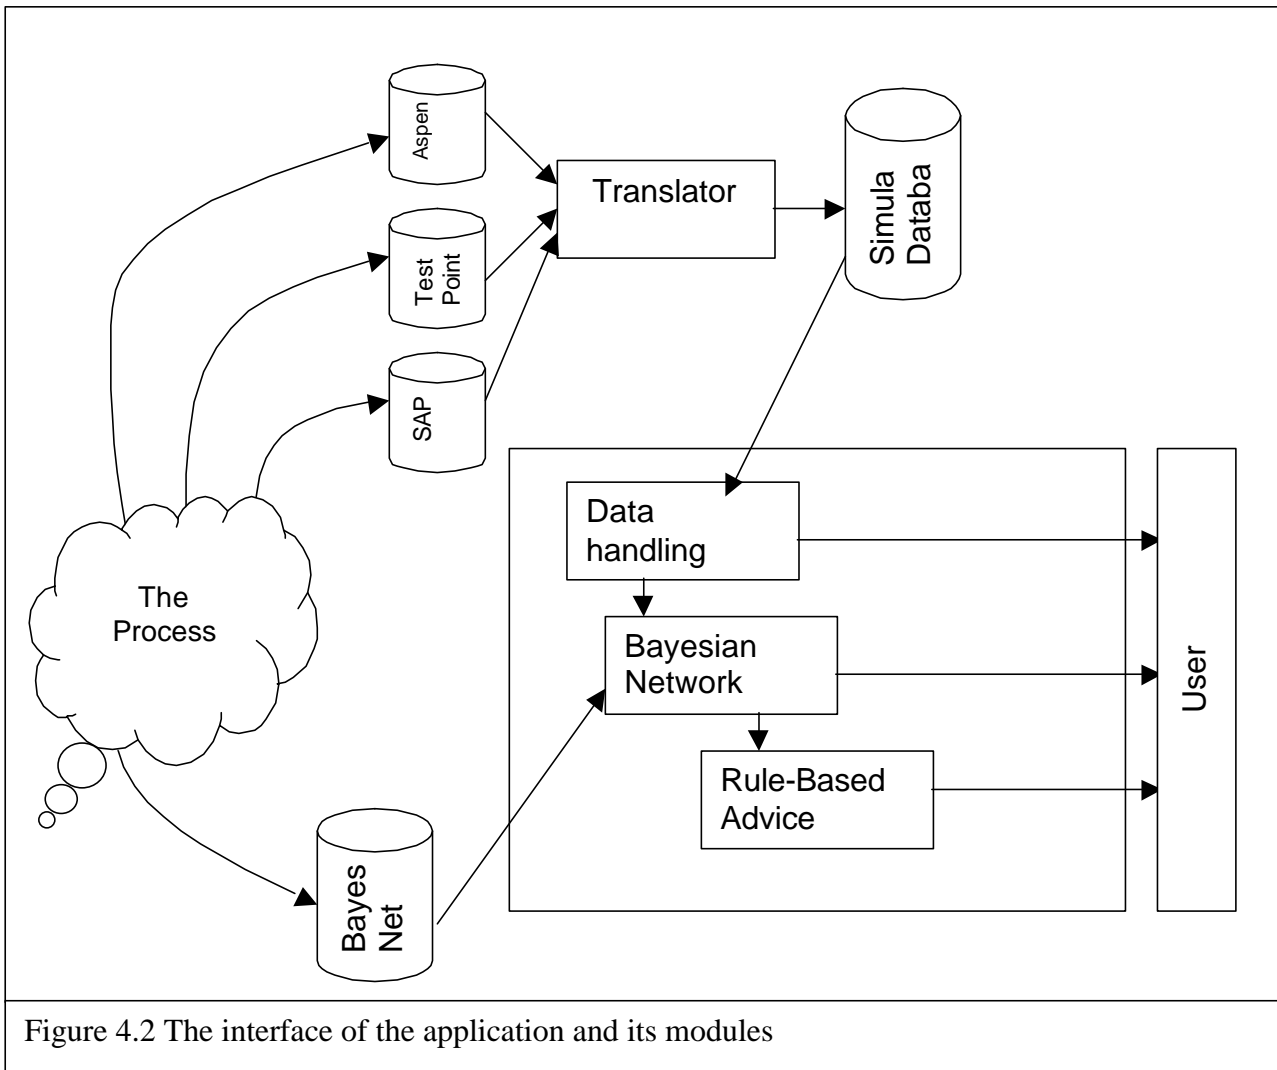 Aspen
Test
Point
SAP
Translator
Simula
Databa
Data
handling
The
Process
Bayesian
Network
User
Rule-Based
Advice
Bayes
Net
Figure 4.2 The interface of the application and its modules